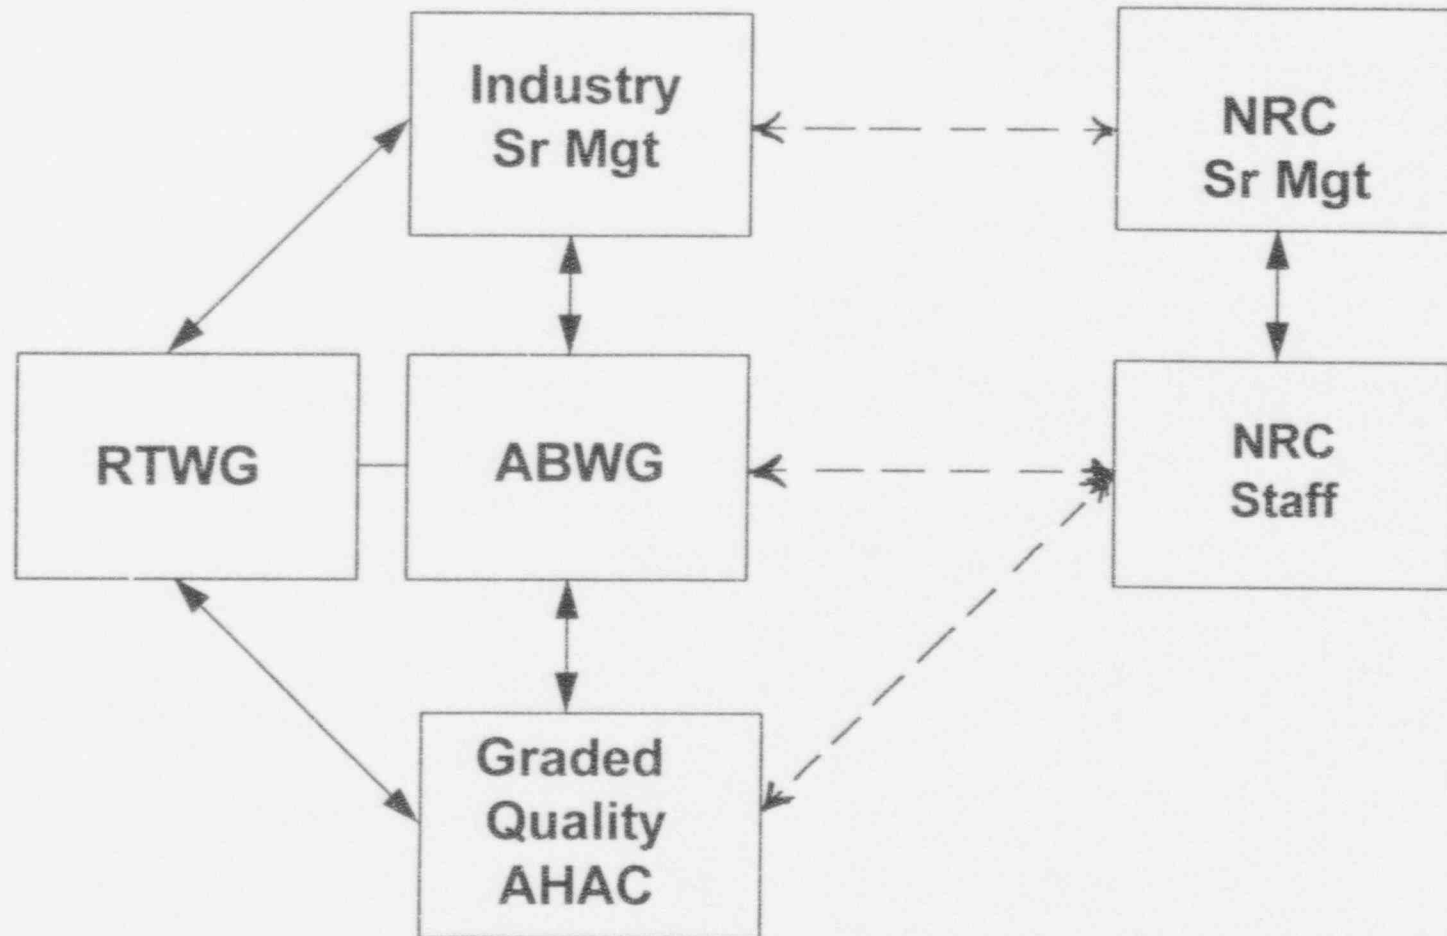 Industry
Sr Mgt
NRC
Sr Mgt
RTWG
ABWG
NRC
Staff
Graded
Quality
AHAC